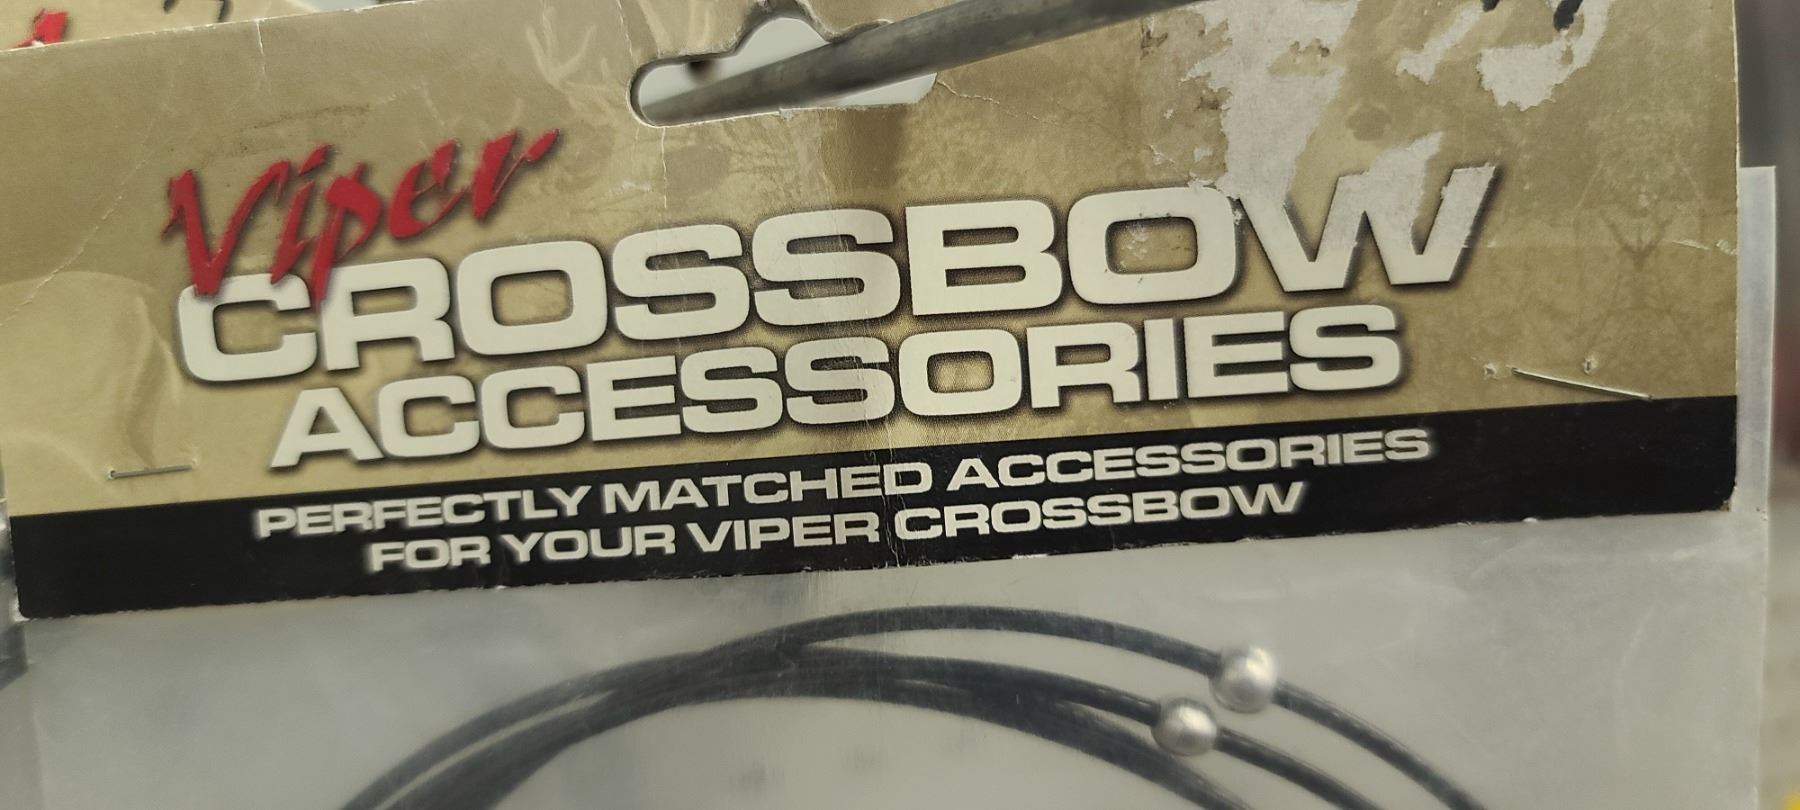 Viper
CROSSBOW
ACCESSORIES
PERFECTLY MATCHED ACCESSORIES
FOR YOUR VIPER CROSSBOW